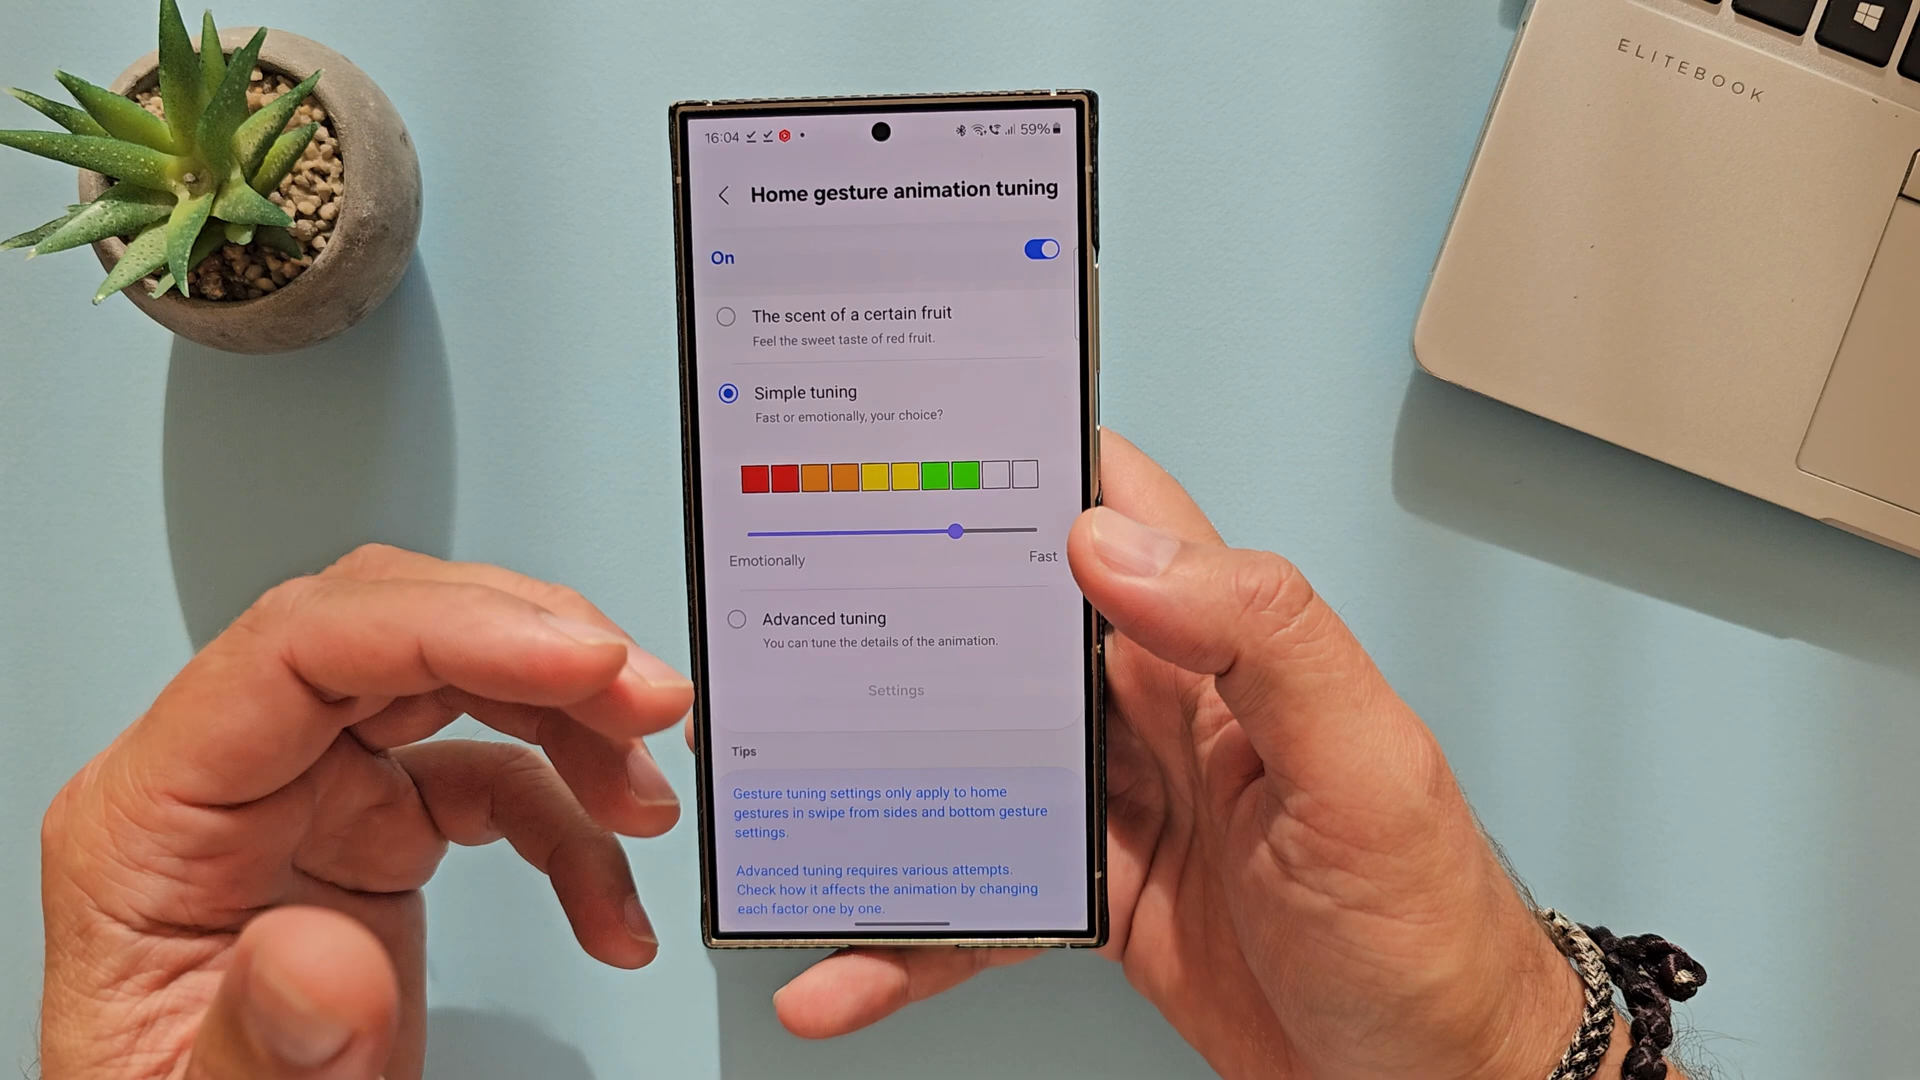 ELITEBOOK
16:04
59%
Home gesture animation tuning
On
The scent of a certain fruit
Feel the sweet taste of red fruit.
Simple tuning
Fast or emotionally, your choice?
Emotionally
Fast
Advanced tuning
You can tune the details of the animation.
Settings
Tips
Gesture tuning settings only apply to home
gestures in swipe from sides and bottom gesture
settings.
Advanced tuning requires various attempts.
Check how it affects the animation by changing
each factor one by one.